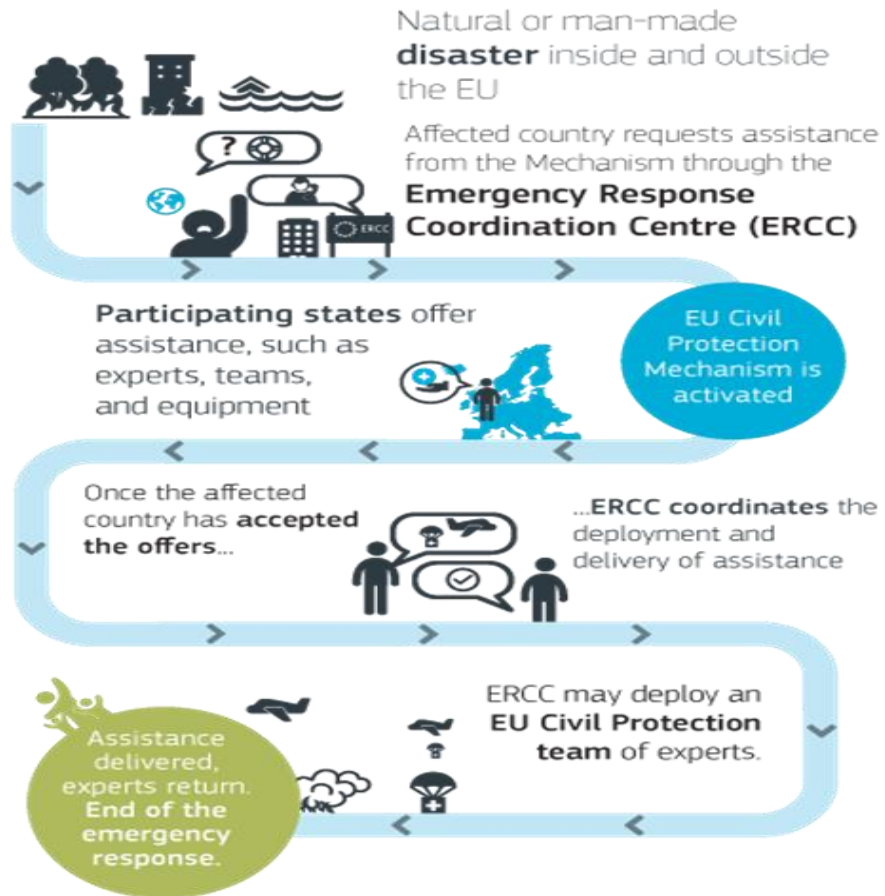 Natural or man-made
disaster inside and outside
the EU
Affected country requests assistance
from the Mechanism through the
Emergency Response
Coordination Centre (ERCC)
?
ERCC
Participating states offer
assistance, such as
experts, teams,
and equipment
EU Civil
Protection
Mechanism is
activated
Once the affected
country has accepted
the offers...
...ERCC coordinates the
deployment and
delivery of assistance
ERCC may deploy an
EU Civil Protection
team of experts.
Assistance
delivered,
experts return.
End of the
emergency
response.